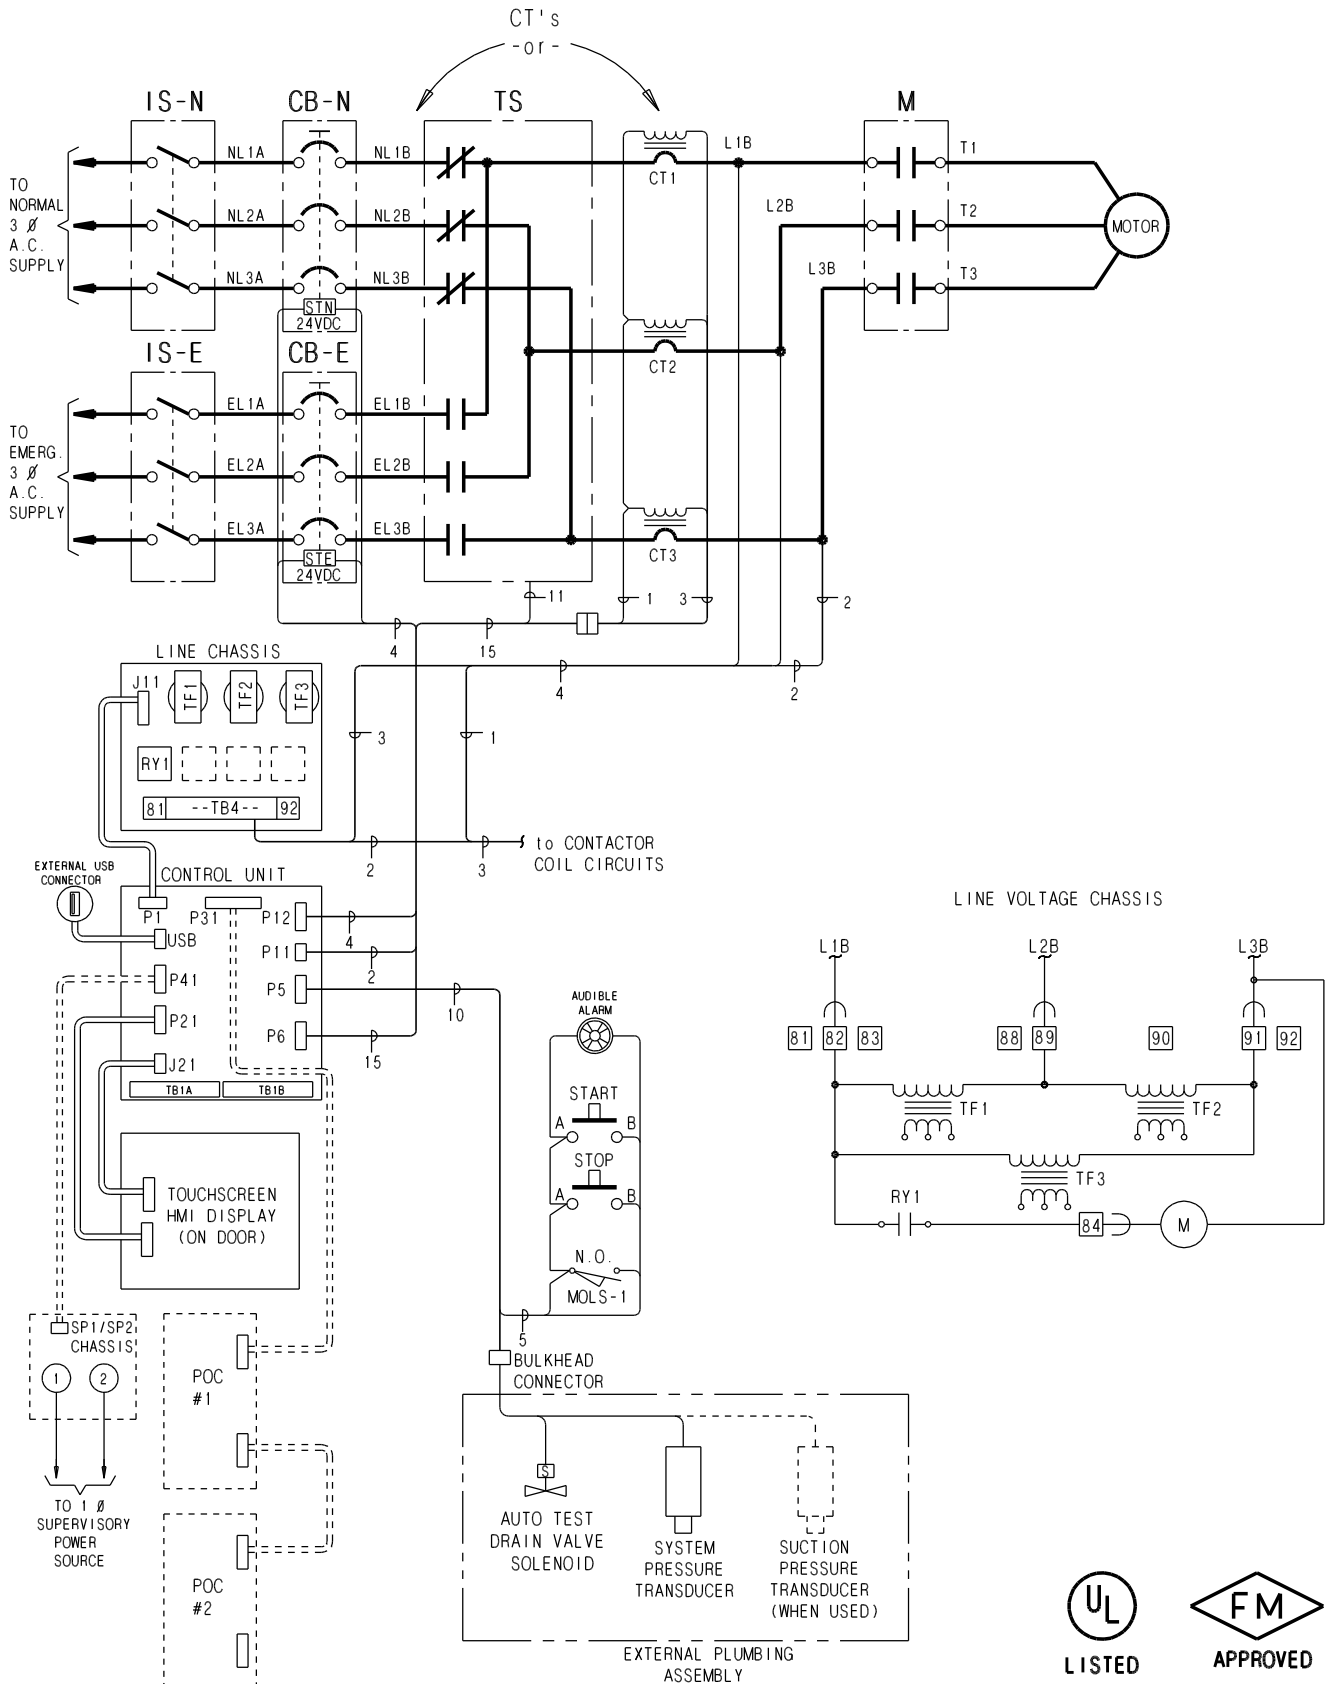 CT's
-or-
IS-N
CB-N
TS
M
TO
NORMAL
3 Ø
A.C.
SUPPLY
NL1A
NL1B
CT1
L1B
T1
NL2A
NL2B
L2B
T2
MOTOR
NL3A
NL3B
L3B
T3
STN
24VDC
IS-E
CB-E
CT2
TO
EMERG.
3 Ø
A.C.
SUPPLY
EL1A
EL1B
EL2A
EL2B
EL3A
EL3B
CT3
STE
24VDC
11
1
3
2
4
15
4
2
LINE CHASSIS
J11
TF1
TF2
TF3
RY1
81
--TB4--
92
3
1
2
3
to CONTACTOR
COIL CIRCUITS
EXTERNAL USB
CONNECTOR
CONTROL UNIT
P1
P31
P12
4
USB
P11
2
P41
P5
10
P21
P6
15
J21
TB1A
TB1B
TOUCHSCREEN
HMI DISPLAY
(ON DOOR)
AUDIBLE
ALARM
START
A
B
STOP
A
B
N.O.
MOLS-1
5
BULKHEAD
CONNECTOR
LINE VOLTAGE CHASSIS
L1B
L2B
L3B
81
82
83
88
89
90
91
92
TF1
TF2
TF3
RY1
84
M
SP1/SP2
CHASSIS
1
2
TO 1 Ø
SUPERVISORY
POWER
SOURCE
POC
#1
POC
#2
S
AUTO TEST
DRAIN VALVE
SOLENOID
SYSTEM
PRESSURE
TRANSDUCER
SUCTION
PRESSURE
TRANSDUCER
(WHEN USED)
EXTERNAL PLUMBING
ASSEMBLY
UL
LISTED
FM
APPROVED